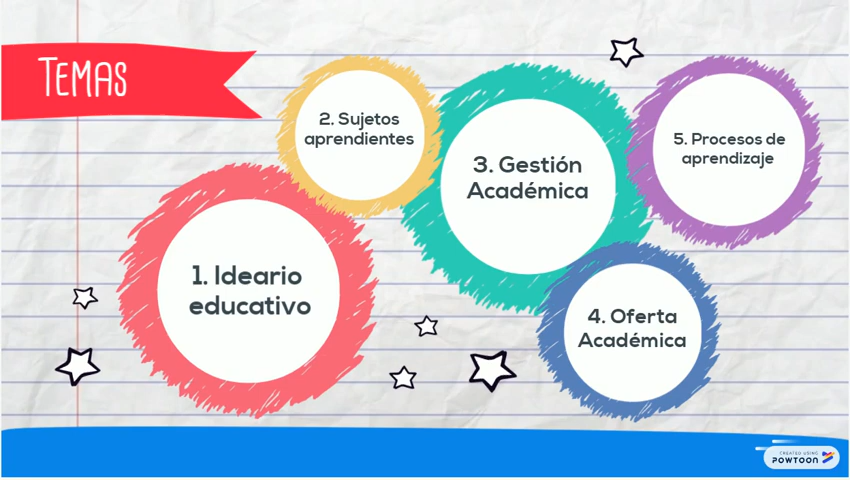 TEMAS
1. Ideario
educativo
2. Sujetos
aprendientes
3. Gestión
Académica
4. Oferta
Académica
5. Procesos de
aprendizaje
CREATED USING
POWTOON